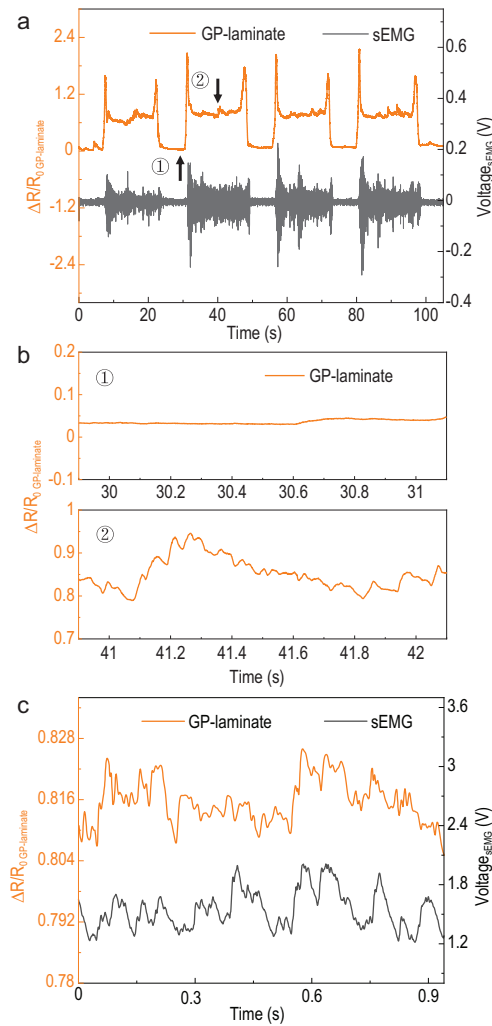 a
GP-laminate
sEMG
2.4
1.2
0
-1.2
-2.4
ΔR/R0 GP-laminate
0.6
0.4
0.2
0
-0.2
-0.4
Voltage sEMG (V)
①
②
0 20 40 60 80 100
Time (s)
b
①
GP-laminate
0.2
0.1
0
-0.1
30 30.2 30.4 30.6 30.8 31
ΔR/R0 GP-laminate
②
1
0.9
0.8
0.7
41 41.2 41.4 41.6 41.8 42
Time (s)
c
GP-laminate
sEMG
0.828
0.816
0.804
0.792
0.78
ΔR/R0 GP-laminate
3.6
3
2.4
1.8
1.2
Voltage sEMG (V)
0 0.3 0.6 0.9
Time (s)